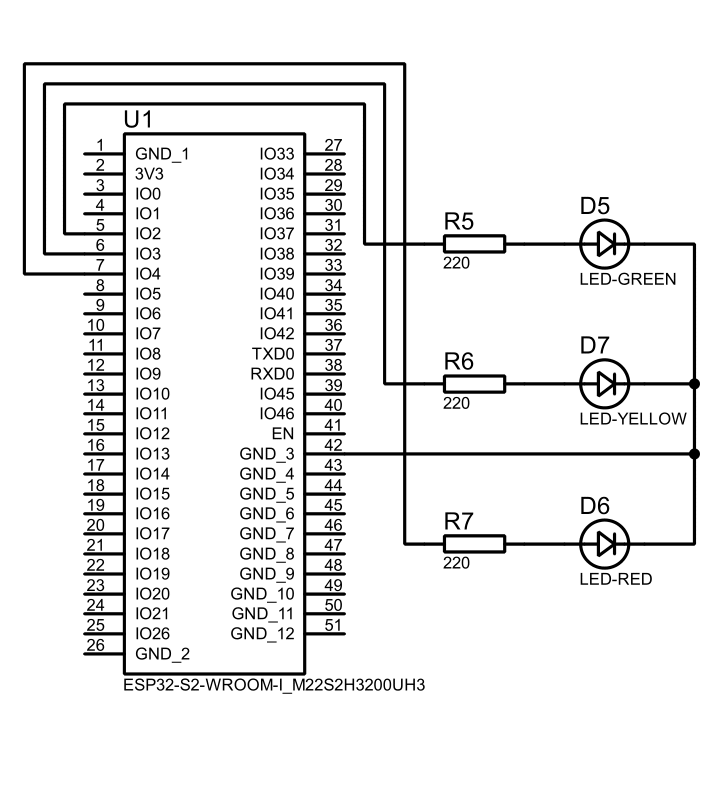 U1
1 GND_1 IO33 27
2 3V3 IO34 28
3 IO0 IO35 29
4 IO1 IO36 30
5 IO2 IO37 31
6 IO3 IO38 32
7 IO4 IO39 33
8 IO5 IO40 34
9 IO6 IO41 35
10 IO7 IO42 36
11 IO8 TXD0 37
12 IO9 RXD0 38
13 IO10 IO45 39
14 IO11 IO46 40
15 IO12 EN 41
16 IO13 GND_3 42
17 IO14 GND_4 43
18 IO15 GND_5 44
19 IO16 GND_6 45
20 IO17 GND_7 46
21 IO18 GND_8 47
22 IO19 GND_9 48
23 IO20 GND_10 49
24 IO21 GND_11 50
25 IO26 GND_12 51
26 GND_2
ESP32-S2-WROOM-I_M22S2H3200UH3
R5
220
D5
LED-GREEN
R6
220
D7
LED-YELLOW
R7
220
D6
LED-RED